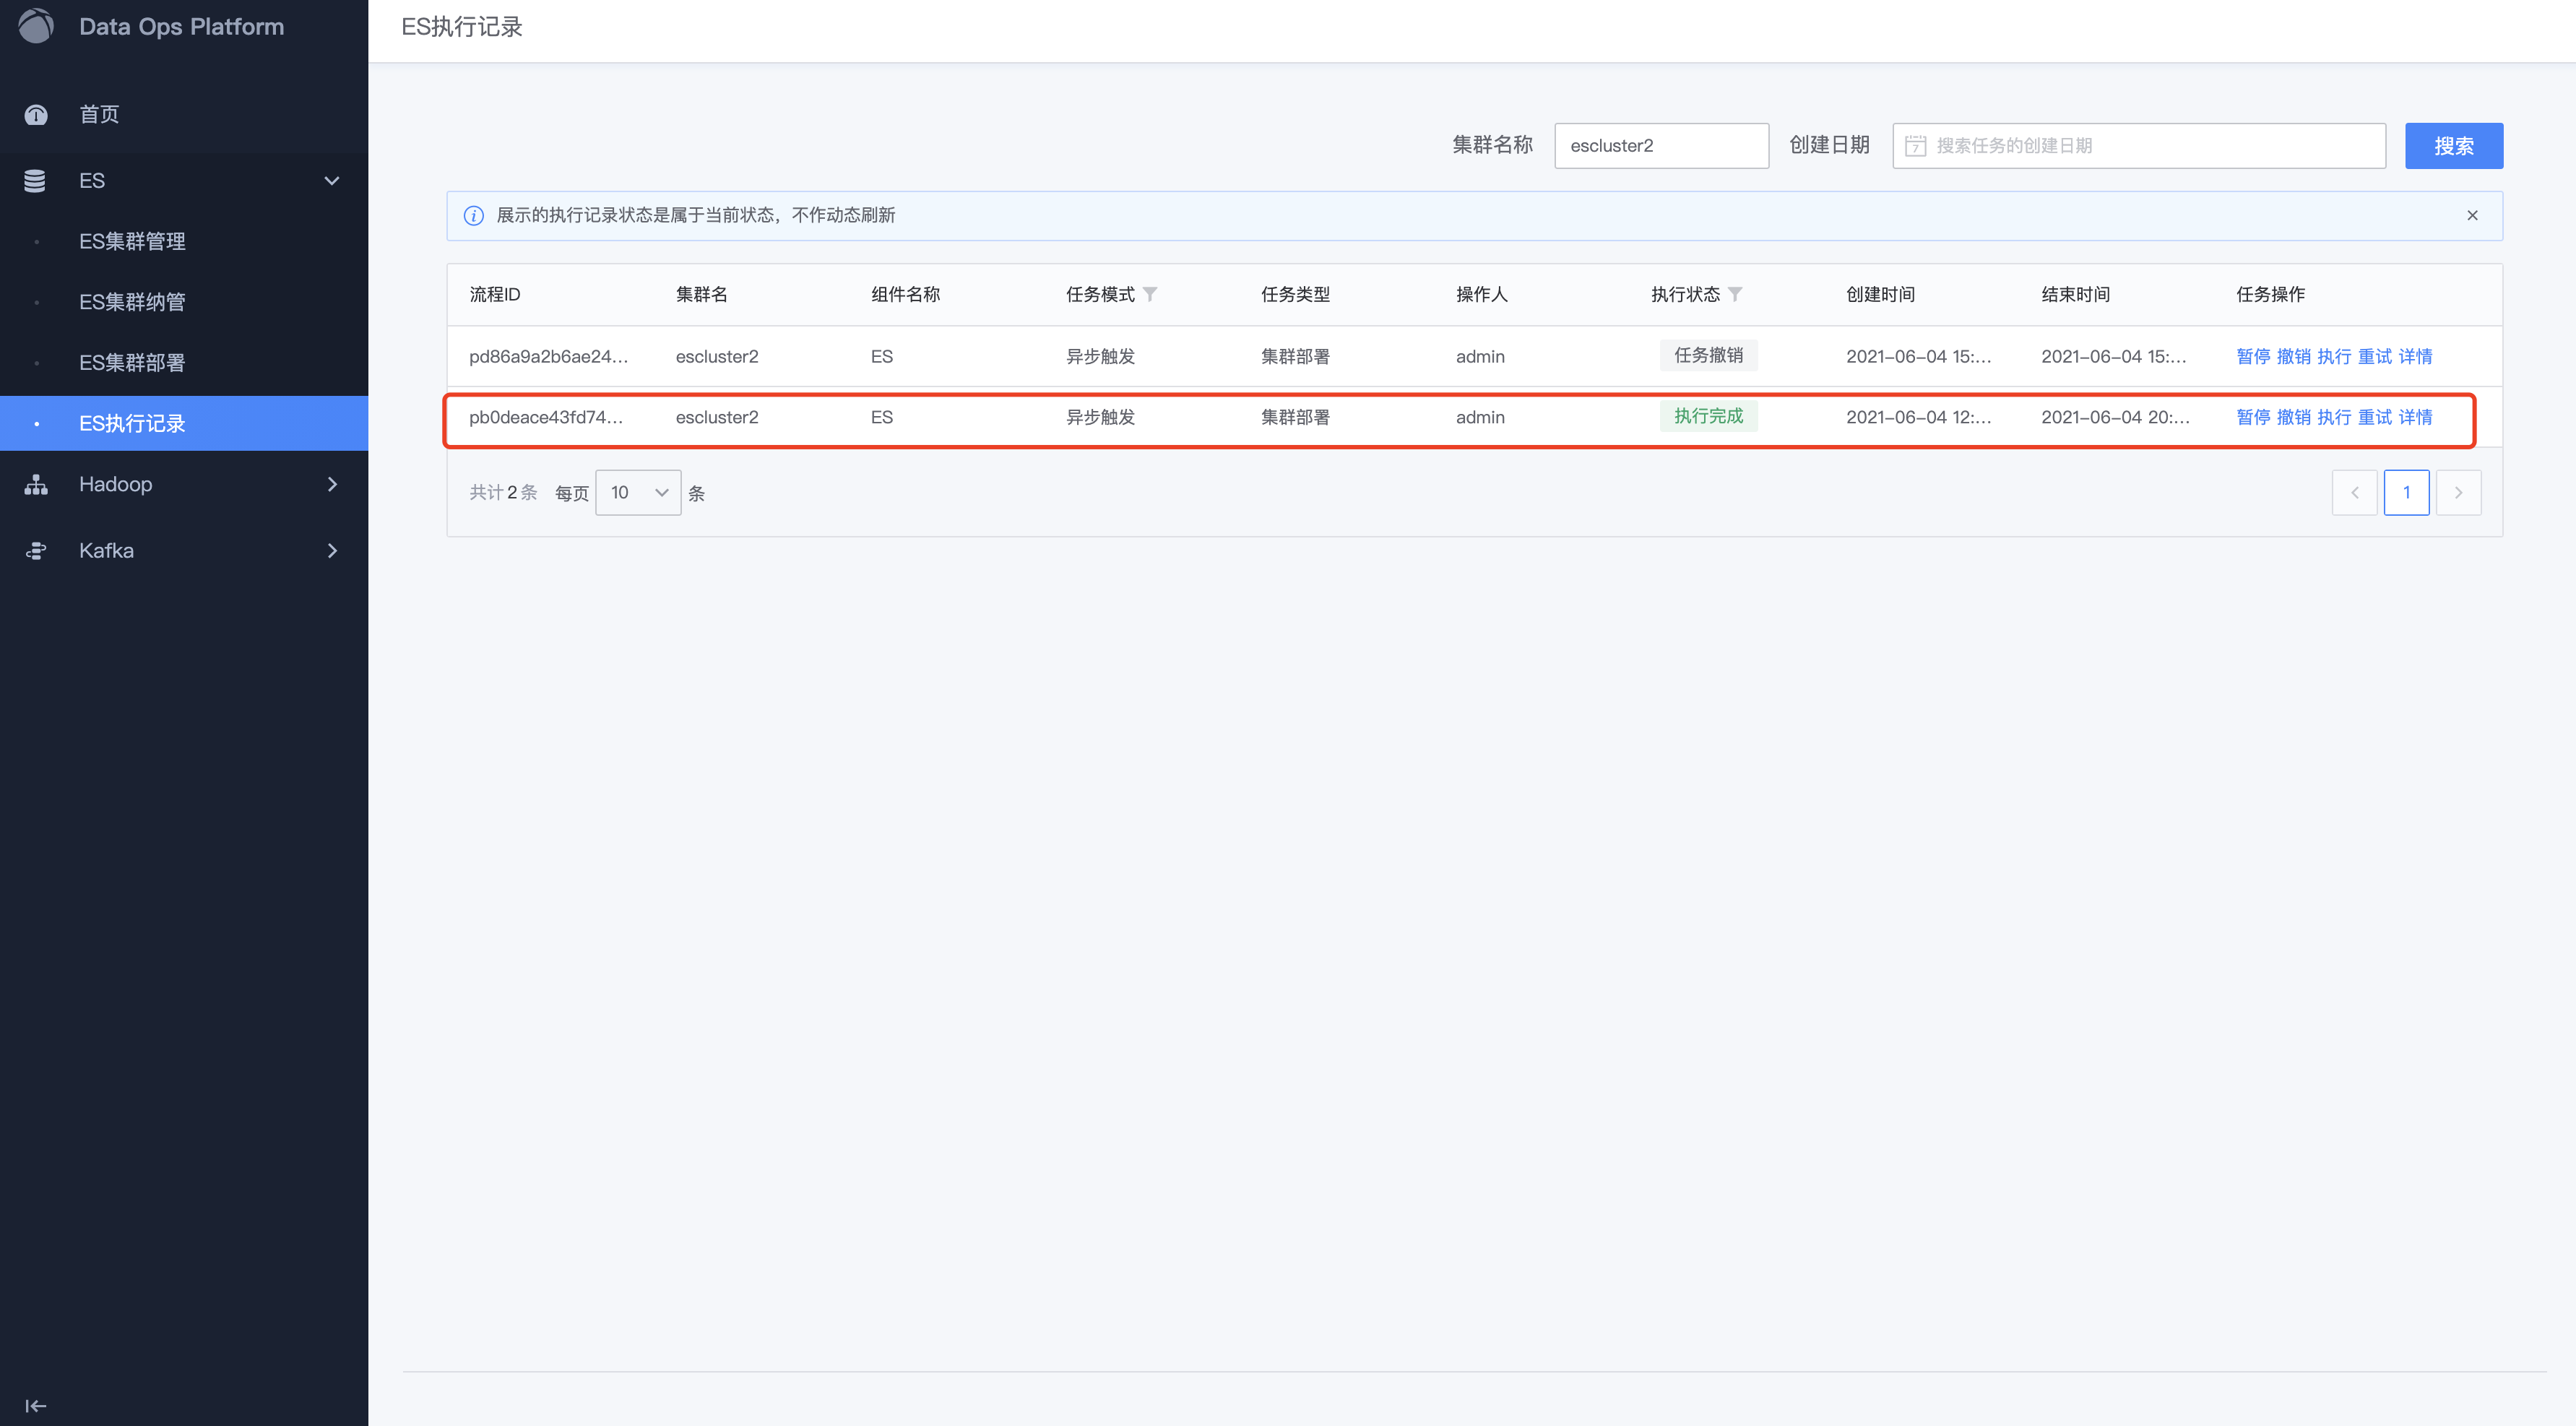 Data Ops Platform
首页
ES
ES集群管理
ES集群纳管
ES集群部署
ES执行记录
Hadoop
Kafka
ES执行记录
集群名称 escluster2 创建日期 7 搜索任务的创建日期 搜索
展示的执行记录状态是属于当前状态，不作动态刷新
流程ID 集群名 组件名称 任务模式 任务类型 操作人 执行状态 创建时间 结束时间 任务操作
pd86a9a2b6ae24... escluster2 ES 异步触发 集群部署 admin 任务撤销 2021-06-04 15:... 2021-06-04 15:... 暂停 撤销 执行 重试 详情
pb0deace43fd74... escluster2 ES 异步触发 集群部署 admin 执行完成 2021-06-04 12:... 2021-06-04 20:... 暂停 撤销 执行 重试 详情
共计 2 条 每页 10 条 1